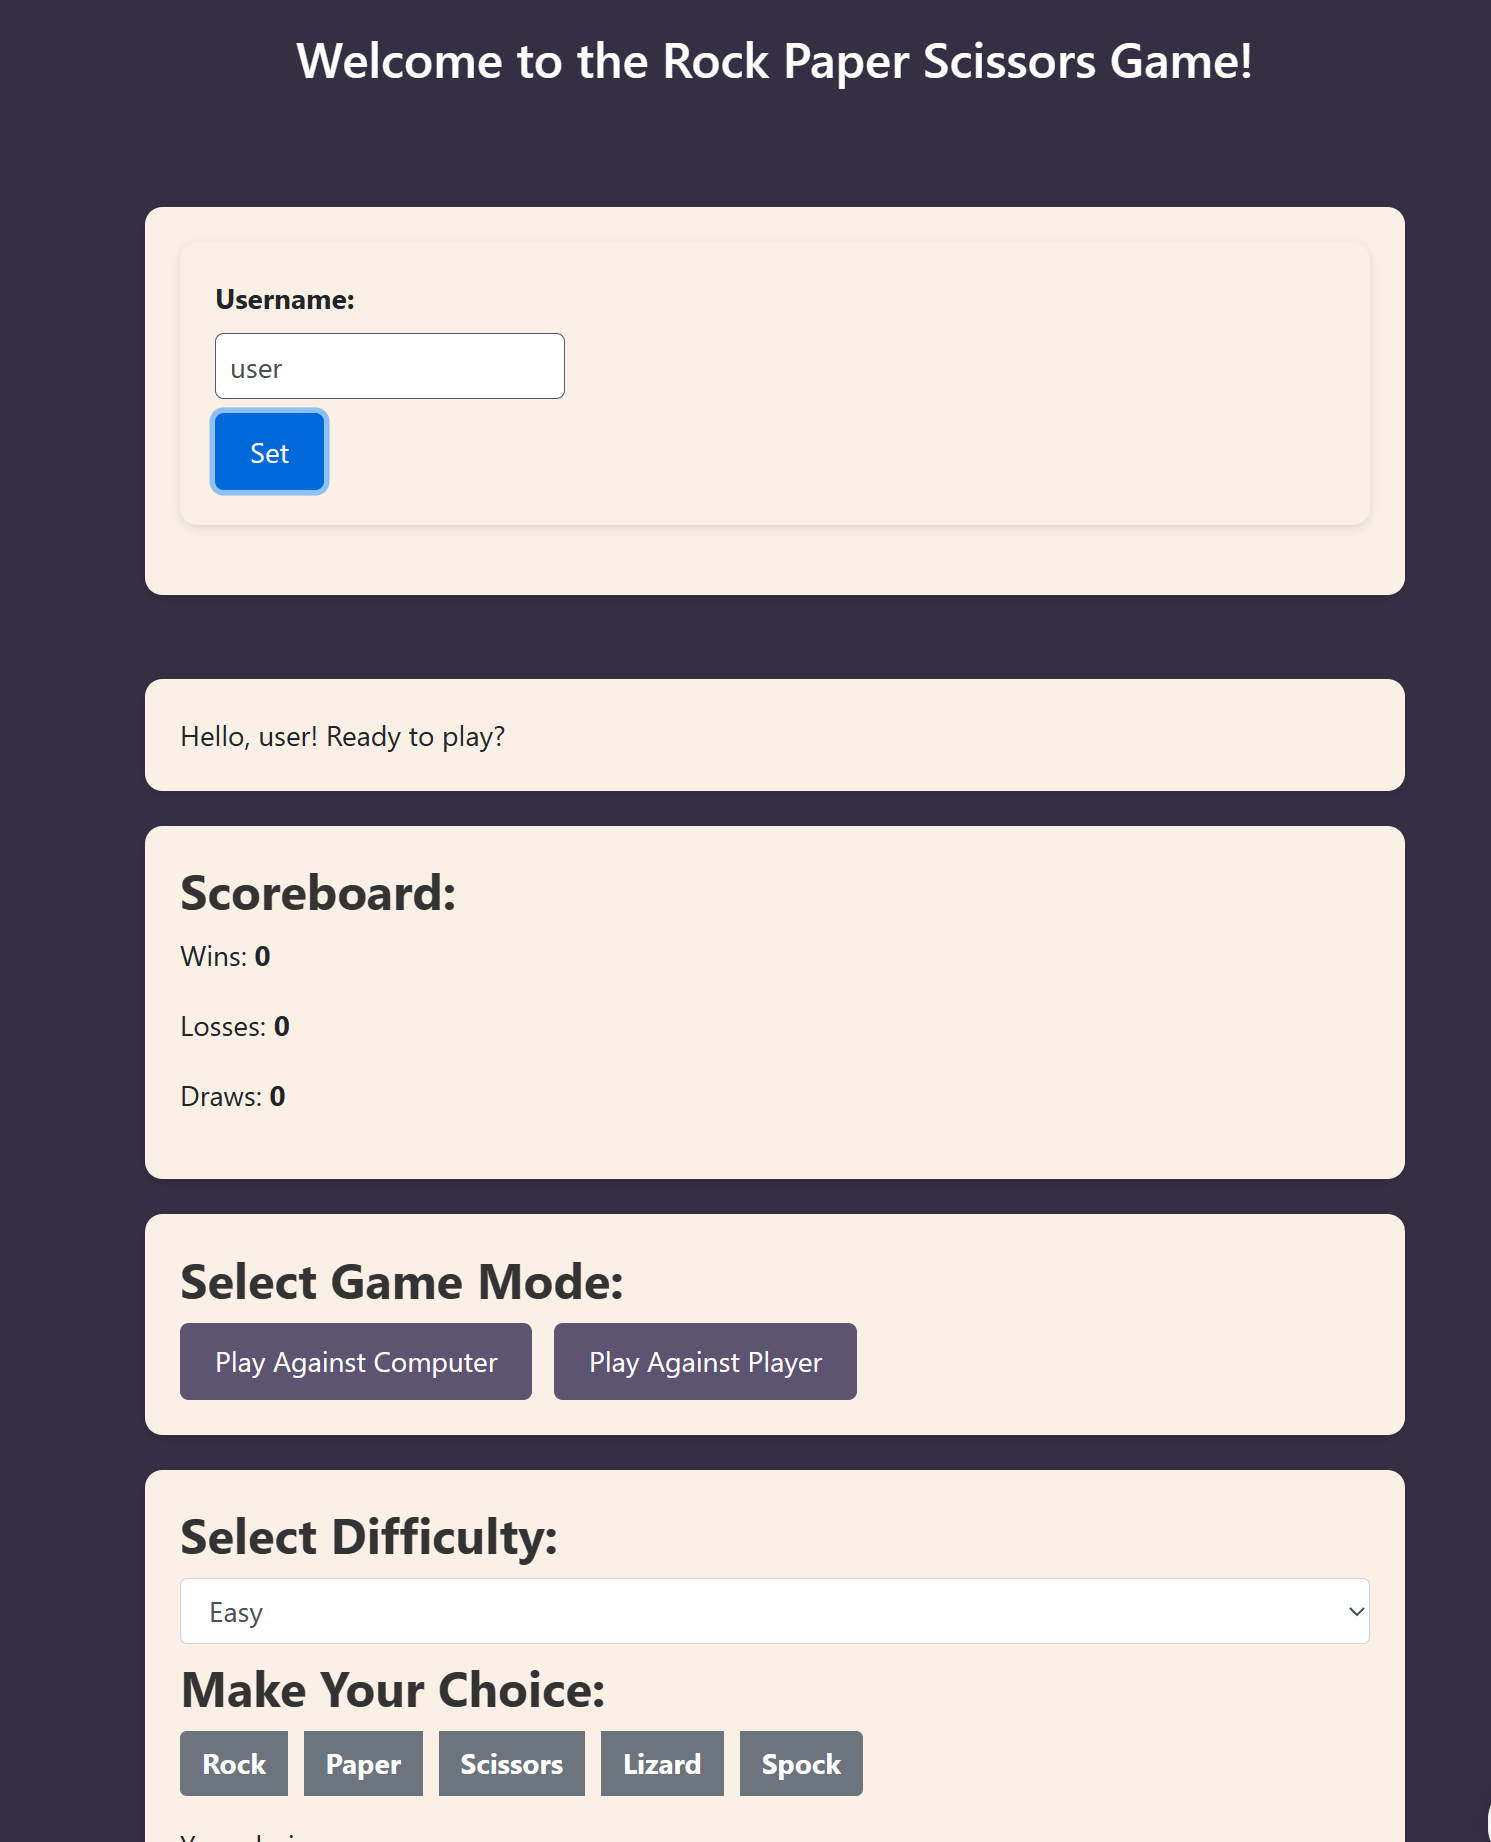 Welcome to the Rock Paper Scissors Game!
Username:
user
Set
Hello, user! Ready to play?
Scoreboard:
Wins: 0
Losses: 0
Draws: 0
Select Game Mode:
Play Against Computer Play Against Player
Select Difficulty:
Easy
Make Your Choice:
Rock Paper Scissors Lizard Spock